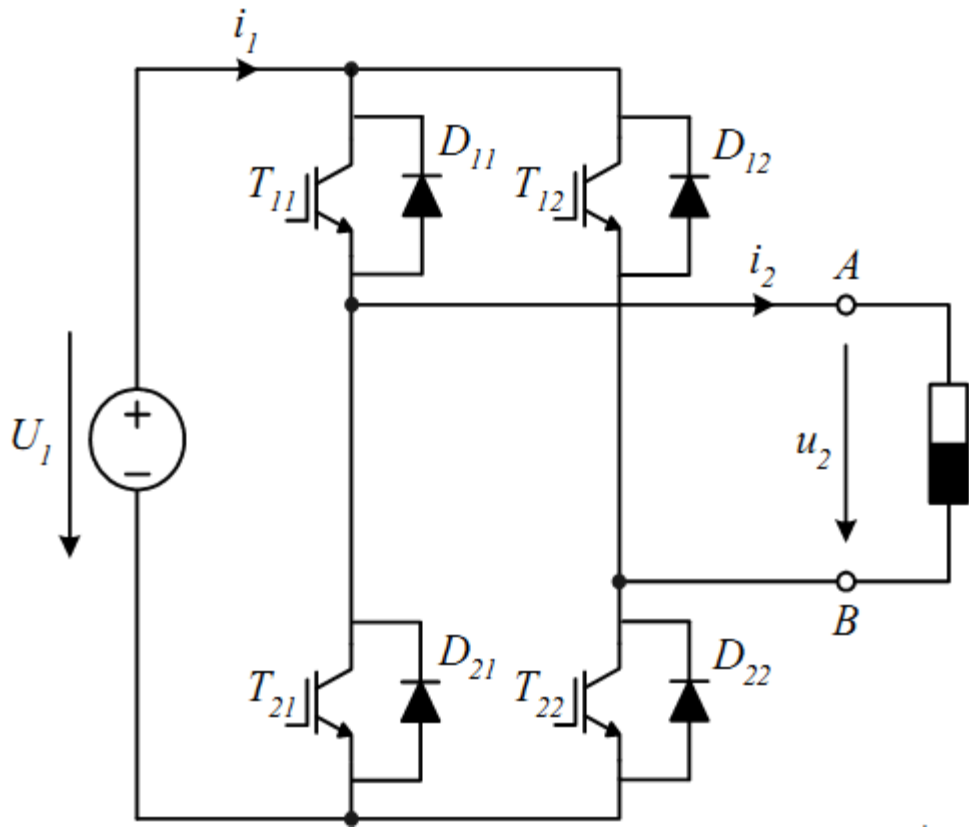 i₁
D₁₁
D₁₂
T₁₁
T₁₂
i₂
A
U₁
+
−
u₂
B
D₂₁
D₂₂
T₂₁
T₂₂